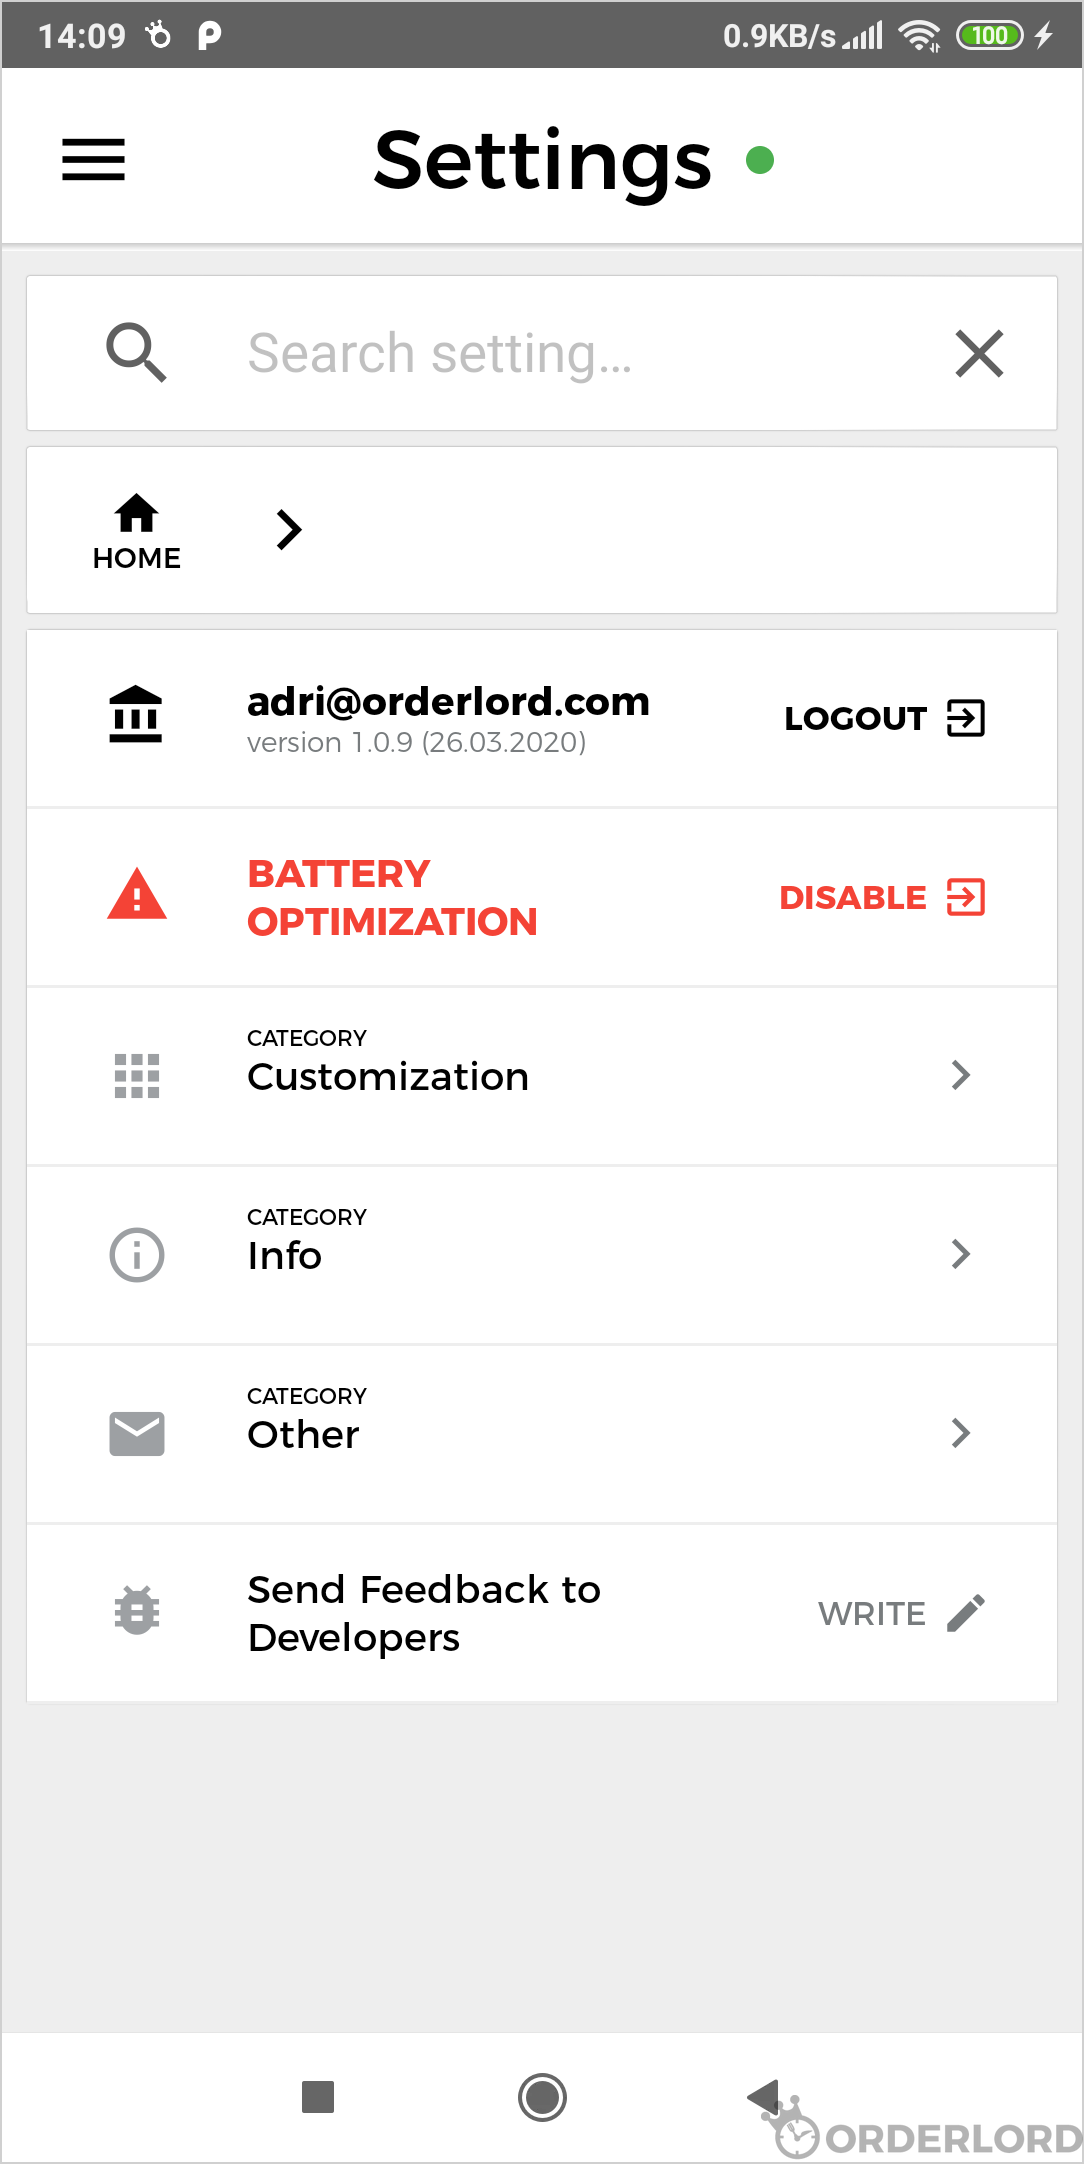 14:09
0.9KB/s
100
Settings
Search setting...
HOME
adri@orderlord.com
version 1.0.9 (26.03.2020)
LOGOUT
BATTERY
OPTIMIZATION
DISABLE
CATEGORY
Customization
CATEGORY
Info
CATEGORY
Other
Send Feedback to
Developers
WRITE
ORDERLORD